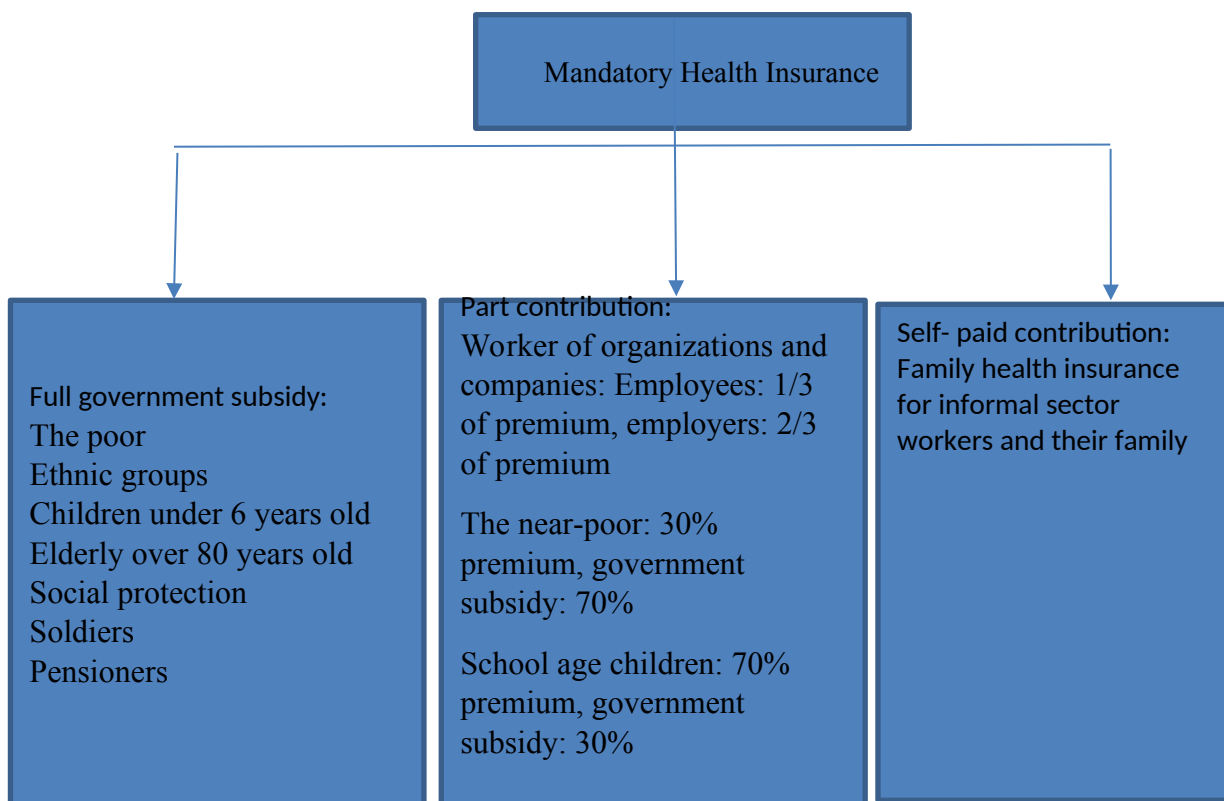 Mandatory Health Insurance
Full government subsidy:
The poor
Ethnic groups
Children under 6 years old
Elderly over 80 years old
Social protection
Soldiers
Pensioners
Part contribution:
Worker of organizations and
companies: Employees: 1/3
of premium, employers: 2/3
of premium
The near-poor: 30%
premium, government
subsidy: 70%
School age children: 70%
premium, government
subsidy: 30%
Self- paid contribution:
Family health insurance
for informal sector
workers and their family